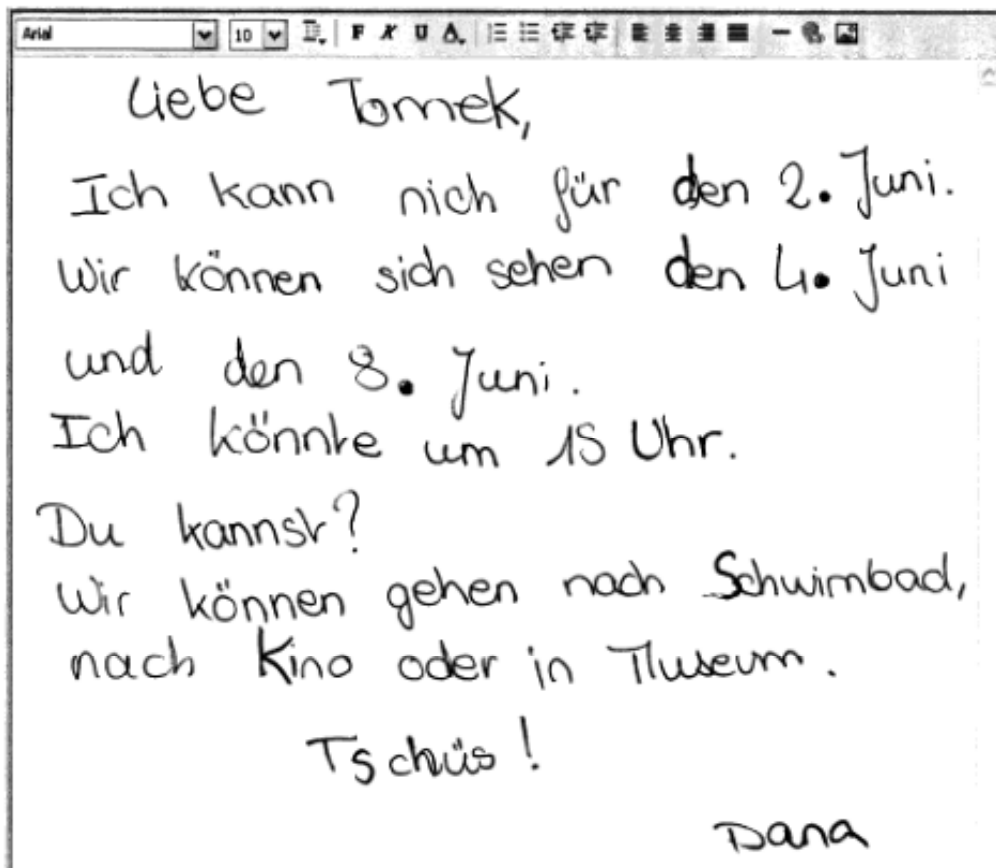 Arial 10 F K U A
Liebe Tomek,
Ich kann nich für den 2. Juni.
Wir können sich sehen den 4. Juni
und den 8. Juni.
Ich könnte um 15 Uhr.
Du kannst?
Wir können gehen nach Schwimbad,
nach Kino oder in Museum.
Tschüs!
Dana